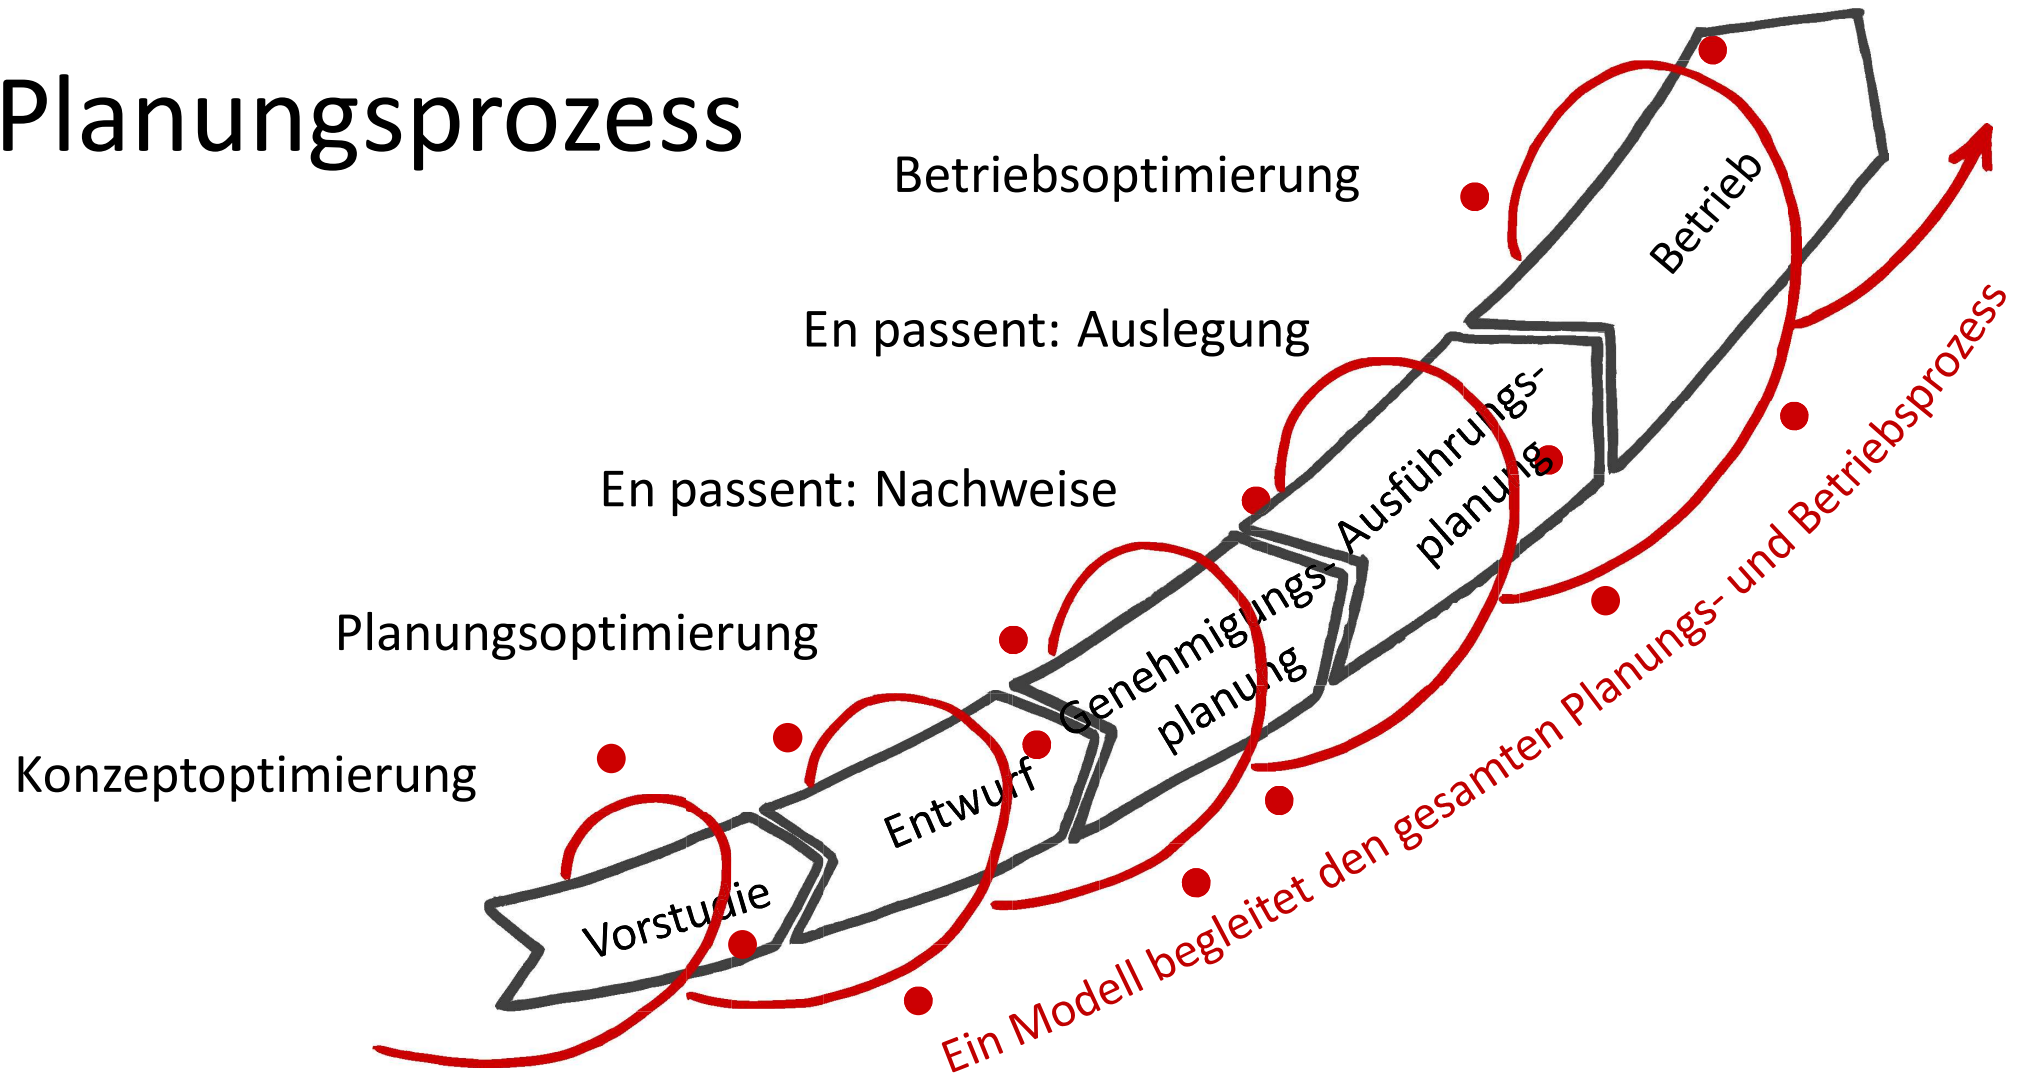 Planungsprozess
Betriebsoptimierung
En passent: Auslegung
En passent: Nachweise
Planungsoptimierung
Konzeptoptimierung
Vorstudie
Entwurf
Genehmigungs-
planung
Ausführungs-
planung
Betrieb
Ein Modell begleitet den gesamten Planungs- und Betriebsprozess